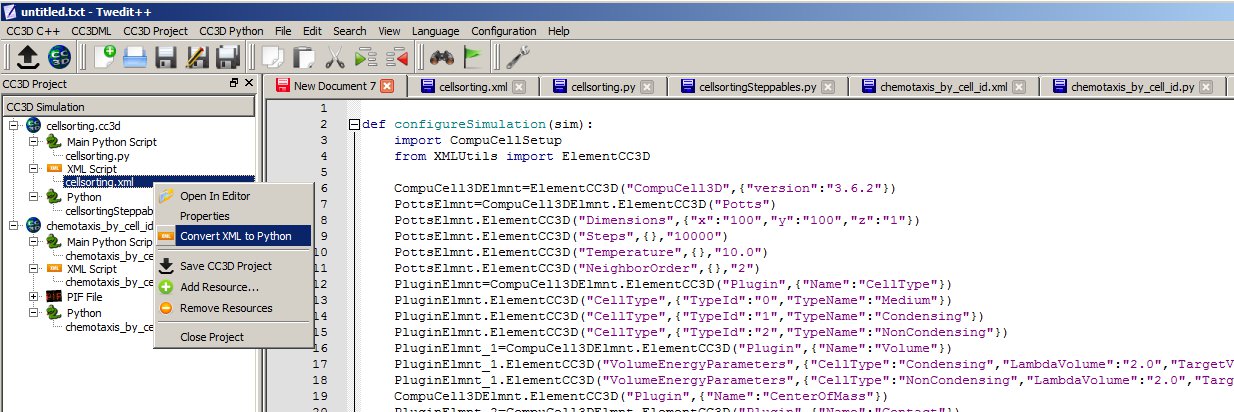 untitled.txt - Twedit++
CC3D C++ CC3DML CC3D Project CC3D Python File Edit Search View Language Configuration Help
CC3D Project
New Document 7 cellsorting.xml cellsorting.py cellsortingSteppables.py chemotaxis_by_cell_id.xml chemotaxis_by_cell_id.py
CC3D Simulation
cellsorting.cc3d
Main Python Script
cellsorting.py
XML Script
cellsorting.xml
Python
cellsortingSteppab
chemotaxis_by_cell_id
Main Python Scrip
chemotaxis_by_ce
XML Script
chemotaxis_by_ce
PIF File
Python
chemotaxis_by_ce
Open In Editor
Properties
Convert XML to Python
Save CC3D Project
Add Resource...
Remove Resources
Close Project
1
2 def configureSimulation(sim):
3 import CompuCellSetup
4 from XMLUtils import ElementCC3D
5
6 CompuCell3DElmnt=ElementCC3D("CompuCell3D",{"version":"3.6.2"})
7 PottsElmnt=CompuCell3DElmnt.ElementCC3D("Potts")
8 PottsElmnt.ElementCC3D("Dimensions",{"x":"100","y":"100","z":"1"})
9 PottsElmnt.ElementCC3D("Steps",{},"10000")
10 PottsElmnt.ElementCC3D("Temperature",{},"10.0")
11 PottsElmnt.ElementCC3D("NeighborOrder",{},"2")
12 PluginElmnt=CompuCell3DElmnt.ElementCC3D("Plugin",{"Name":"CellType"})
13 PluginElmnt.ElementCC3D("CellType",{"TypeId":"0","TypeName":"Medium"})
14 PluginElmnt.ElementCC3D("CellType",{"TypeId":"1","TypeName":"Condensing"})
15 PluginElmnt.ElementCC3D("CellType",{"TypeId":"2","TypeName":"NonCondensing"})
16 PluginElmnt_1=CompuCell3DElmnt.ElementCC3D("Plugin",{"Name":"Volume"})
17 PluginElmnt_1.ElementCC3D("VolumeEnergyParameters",{"CellType":"Condensing","LambdaVolume":"2.0","TargetV
18 PluginElmnt_1.ElementCC3D("VolumeEnergyParameters",{"CellType":"NonCondensing","LambdaVolume":"2.0","Targ
19 CompuCell3DElmnt.ElementCC3D("Plugin",{"Name":"CenterOfMass"})
20 PluginElmnt_2=CompuCell3DElmnt.ElementCC3D("Plugin",{"Name":"Contact"})